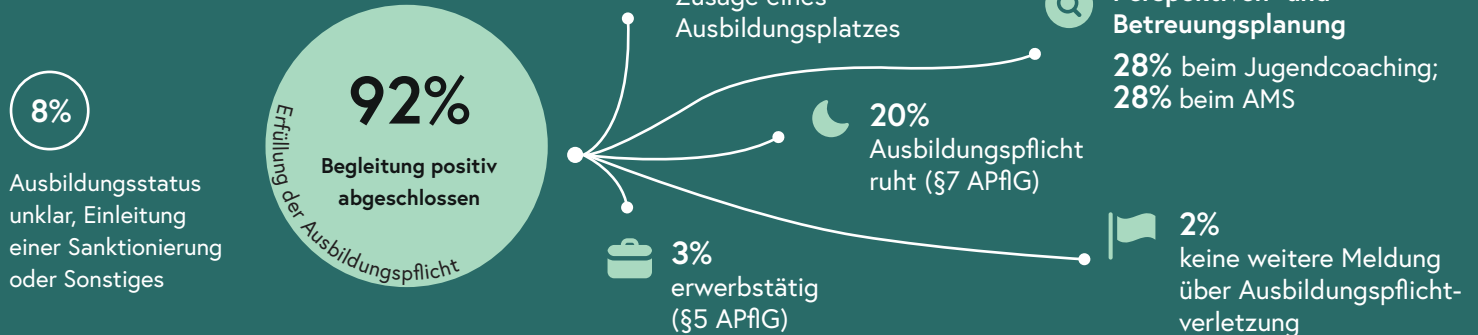 8%
Ausbildungsstatus
unklar, Einleitung
einer Sanktionierung
oder Sonstiges
92%
Begleitung positiv
abgeschlossen
Erfüllung der Ausbildungspflicht
Zusage eines
Ausbildungsplatzes
Betreuungsplanung
28% beim Jugendcoaching;
28% beim AMS
20%
Ausbildungspflicht
ruht (§7 APflG)
3%
erwerbstätig
(§5 APflG)
2%
keine weitere Meldung
über Ausbildungspflicht-
verletzung